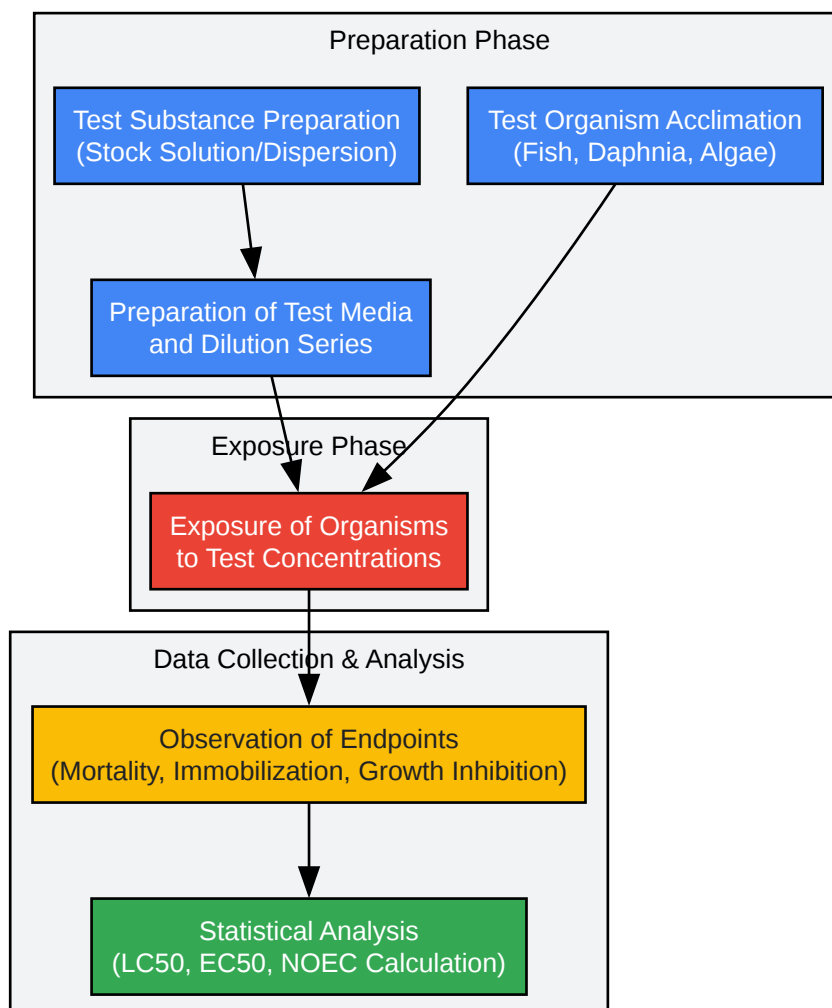 Preparation Phase
Test Substance Preparation
(Stock Solution/Dispersion)
Test Organism Acclimation
(Fish, Daphnia, Algae)
Preparation of Test Media
and Dilution Series
Exposure Phase
Exposure of Organisms
to Test Concentrations
Data Collection & Analysis
Observation of Endpoints
(Mortality, Immobilization, Growth Inhibition)
Statistical Analysis
(LC50, EC50, NOEC Calculation)